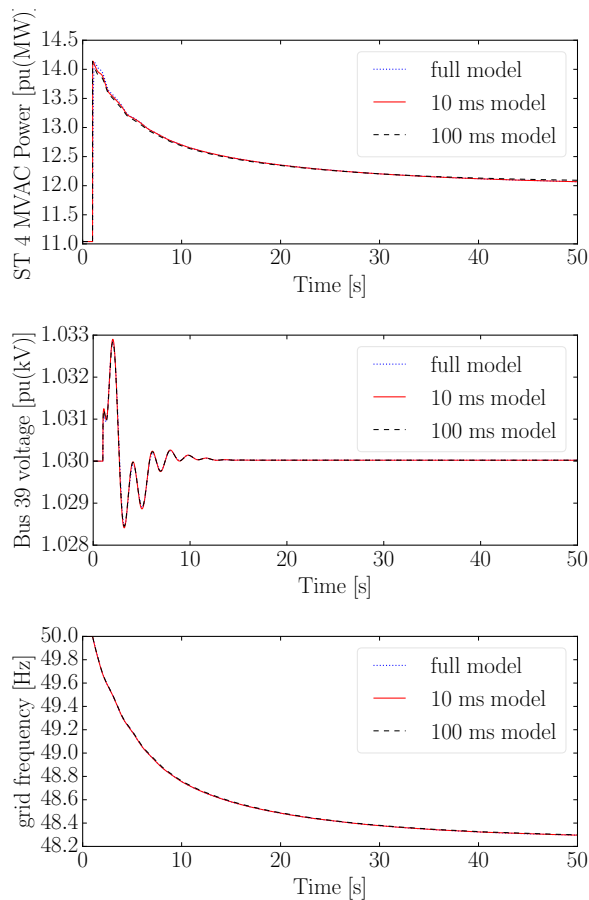 ST 4 MVAC Power [pu(MW)]
14.5
14.0
13.5
13.0
12.5
12.0
11.5
11.0
full model
10 ms model
100 ms model
0 10 20 30 40 50
Time [s]
Bus 39 voltage [pu(kV)]
1.033
1.032
1.031
1.030
1.029
1.028
full model
10 ms model
100 ms model
0 10 20 30 40 50
Time [s]
grid frequency [Hz]
50.0
49.8
49.6
49.4
49.2
49.0
48.8
48.6
48.4
48.2
full model
10 ms model
100 ms model
0 10 20 30 40 50
Time [s]